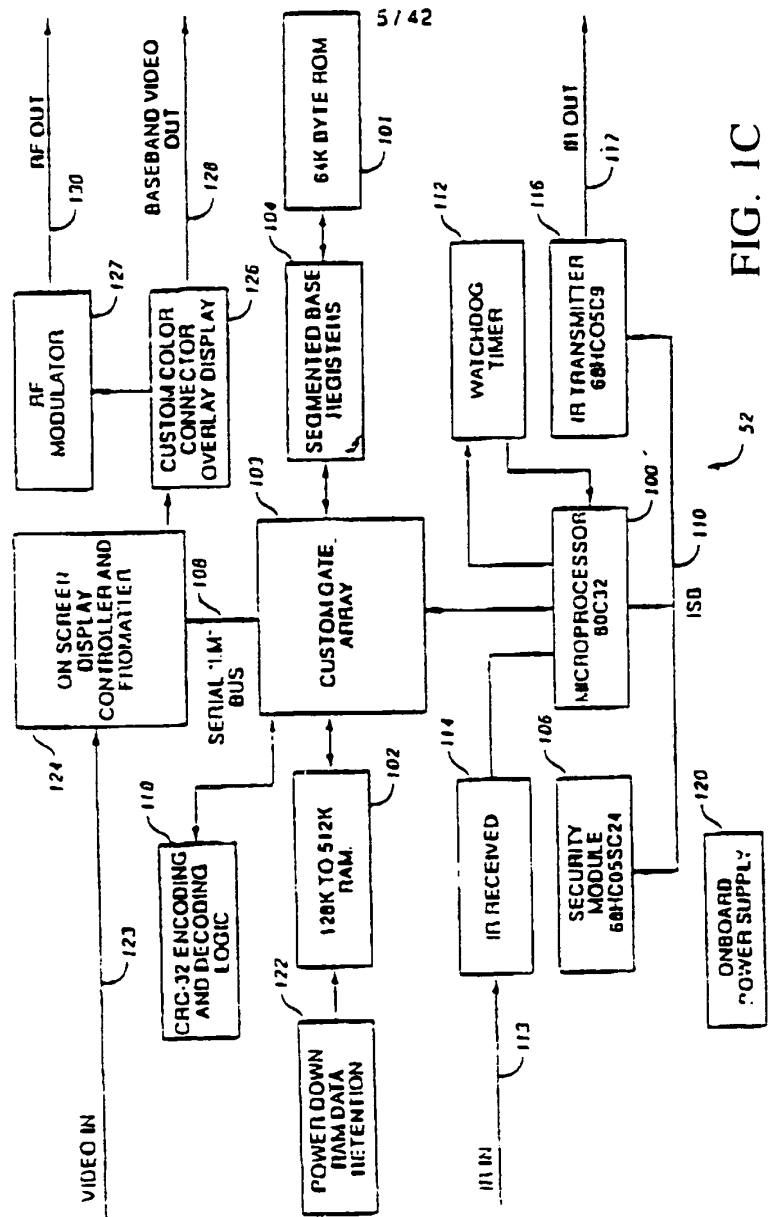 5 / 42
VIDEO IN
123
124
ON SCREEN
DISPLAY
CONTROLLER AND
FROMATTER
RF
MODULATOR
127
RF OUT
130
CUSTOM COLOR
CONNECTOR
OVERLAY DISPLAY
126
BASEBAND VIDEO
OUT
128
110
CRC-32 ENCODING
AND DECODING
LOGIC
SERIAL "I.M"
BUS
108
122
POWER DOWN
RAM DATA
RETENTION
128K TO 512K
RAM.
102
103
CUSTOM GATE
ARRAY
104
SEGMENTED BASE
REGISTERS
64K BYTE ROM
101
IR IN
113
114
IR RECEIVED
112
WATCHDOG
TIMER
106
SECURITY
MODULE
68HC05SC24
MICROPROCESSOR
80C32
100
116
IR TRANSMITTER
68HC05C9
IR OUT
117
ISB
110
120
ONBOARD
POWER SUPPLY
52
FIG. 1C